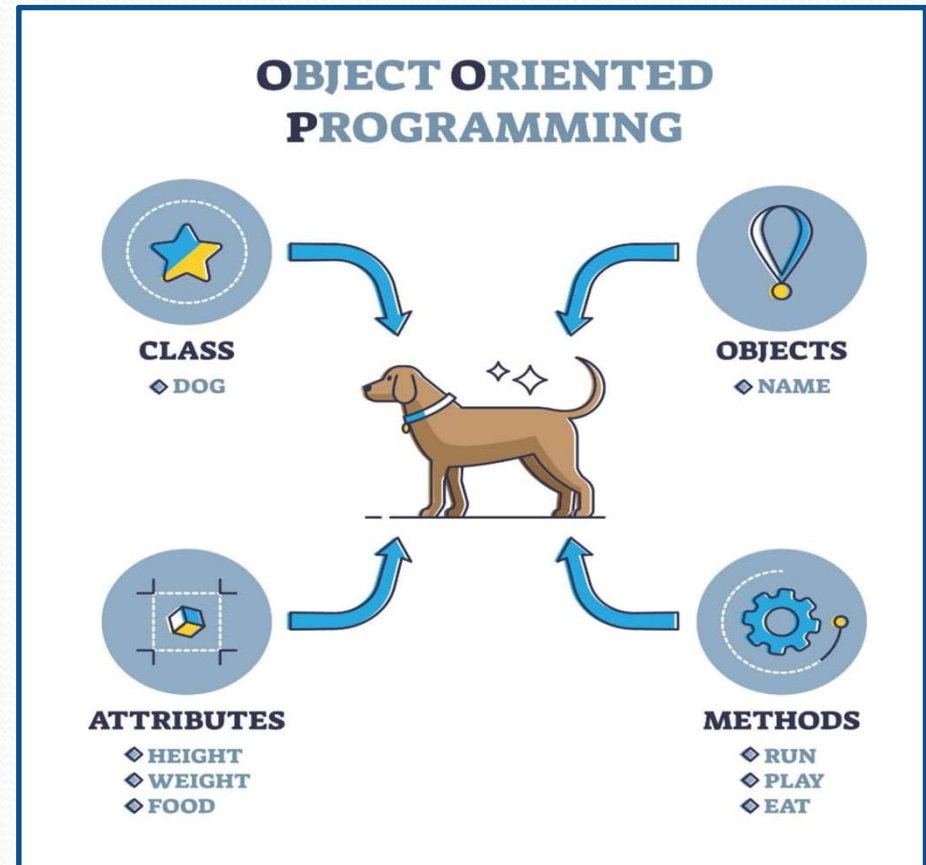 OBJECT ORIENTED
PROGRAMMING
CLASS
DOG
OBJECTS
NAME
ATTRIBUTES
HEIGHT
WEIGHT
FOOD
METHODS
RUN
PLAY
EAT